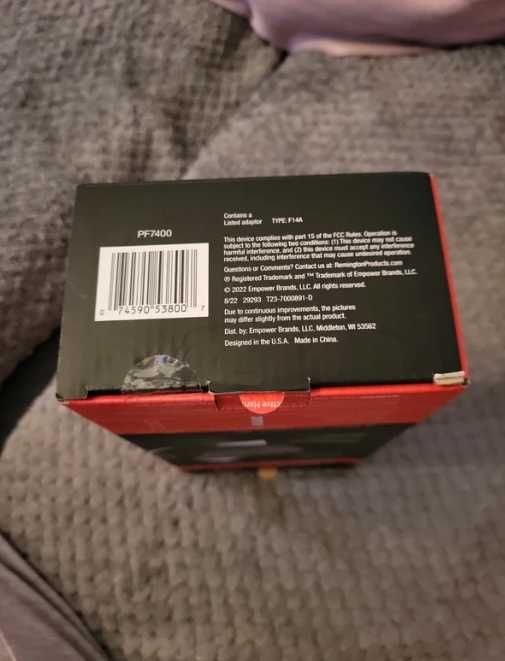 PF7400
0 74590 53800 7
Contains a
Listed adaptor TYPE: F14A
This device complies with part 15 of the FCC Rules. Operation is
subject to the following two conditions: (1) This device may not cause
harmful interference, and (2) this device must accept any interference
received, including interference that may cause undesired operation.
Questions or Comments? Contact us at: RemingtonProducts.com
® Registered Trademark and ™ Trademark of Empower Brands, LLC.
© 2022 Empower Brands, LLC. All rights reserved.
8/22 29293 T23-7000891-D
Due to continuous improvements, the pictures
may differ slightly from the actual product.
Dist. by: Empower Brands, LLC, Middleton, WI 53562
Designed in the U.S.A. Made in China.